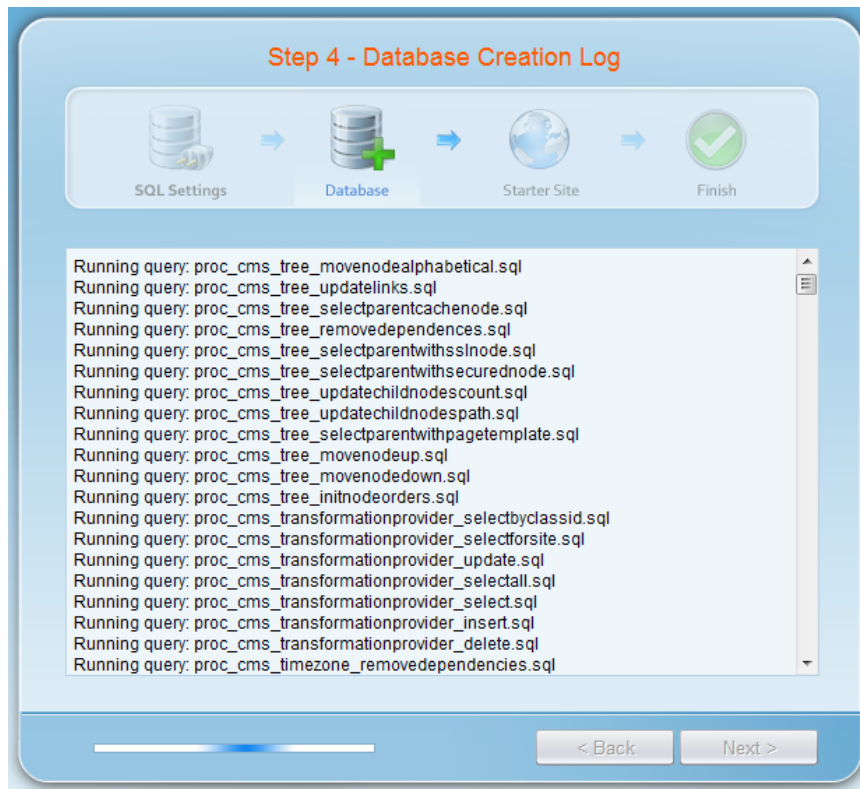 Step 4 - Database Creation Log
SQL Settings
Database
Starter Site
Finish
Running query: proc_cms_tree_movenodealphabetical.sql
Running query: proc_cms_tree_updatelinks.sql
Running query: proc_cms_tree_selectparentcachenode.sql
Running query: proc_cms_tree_removedependences.sql
Running query: proc_cms_tree_selectparentwithsslnode.sql
Running query: proc_cms_tree_selectparentwithsecurednode.sql
Running query: proc_cms_tree_updatechildnodescount.sql
Running query: proc_cms_tree_updatechildnodespath.sql
Running query: proc_cms_tree_selectparentwithpagetemplate.sql
Running query: proc_cms_tree_movenodeup.sql
Running query: proc_cms_tree_movenodedown.sql
Running query: proc_cms_tree_initnodeorders.sql
Running query: proc_cms_transformationprovider_selectbyclassid.sql
Running query: proc_cms_transformationprovider_selectforsite.sql
Running query: proc_cms_transformationprovider_update.sql
Running query: proc_cms_transformationprovider_selectall.sql
Running query: proc_cms_transformationprovider_select.sql
Running query: proc_cms_transformationprovider_insert.sql
Running query: proc_cms_transformationprovider_delete.sql
Running query: proc_cms_timezone_removedependencies.sql
< Back
Next >